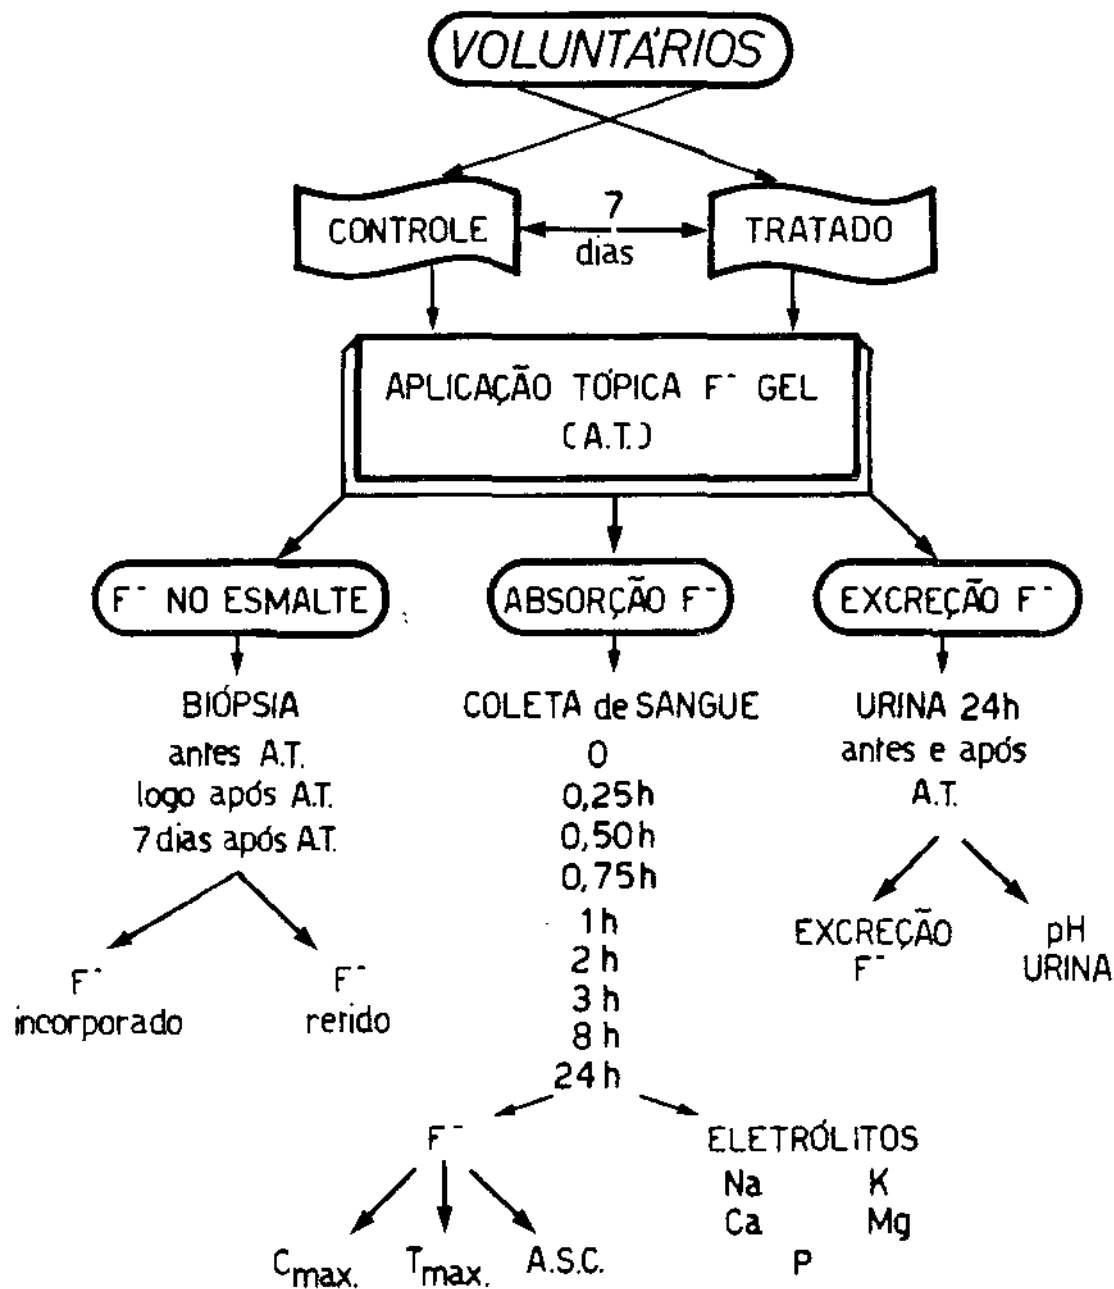 VOLUNTÁRIOS
CONTROLE
7
dias
TRATADO
APLICAÇÃO TÓPICA F⁻ GEL
(A.T.)
F⁻ NO ESMALTE
BIÓPSIA
antes A.T.
logo após A.T.
7 dias após A.T.
F⁻
incorporado
F⁻
retido
ABSORÇÃO F⁻
COLETA de SANGUE
0
0,25h
0,50h
0,75h
1h
2h
3h
8h
24h
F⁻
Cmax.
Tmax.
A.S.C.
ELETRÓLITOS
Na K
Ca Mg
P
EXCREÇÃO F⁻
URINA 24h
antes e após
A.T.
EXCREÇÃO
F⁻
pH
URINA